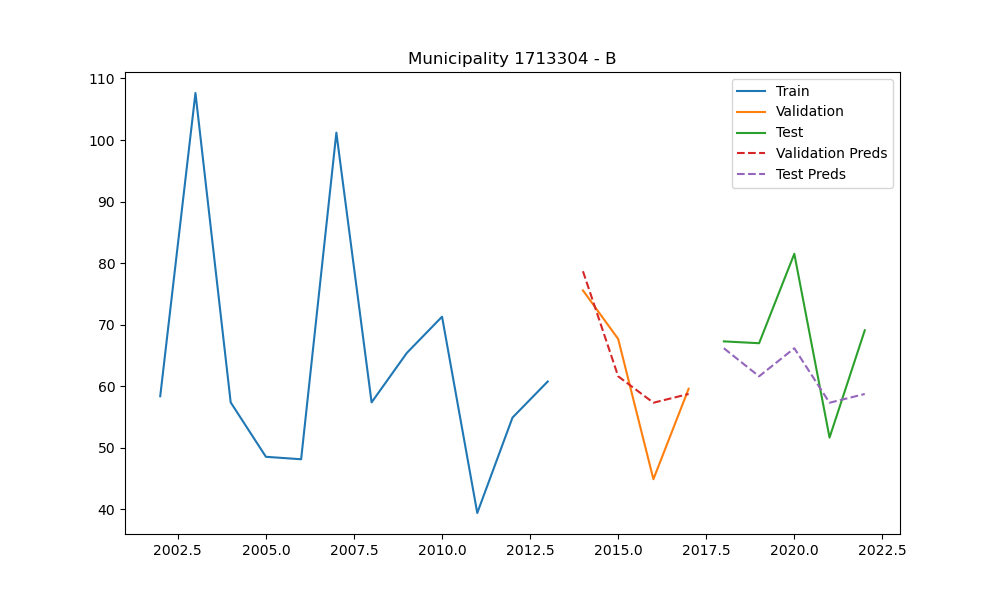 Municipality 1713304 - B
110
100
90
80
70
60
50
40
2002.5 2005.0 2007.5 2010.0 2012.5 2015.0 2017.5 2020.0 2022.5
Train
Validation
Test
Validation Preds
Test Preds